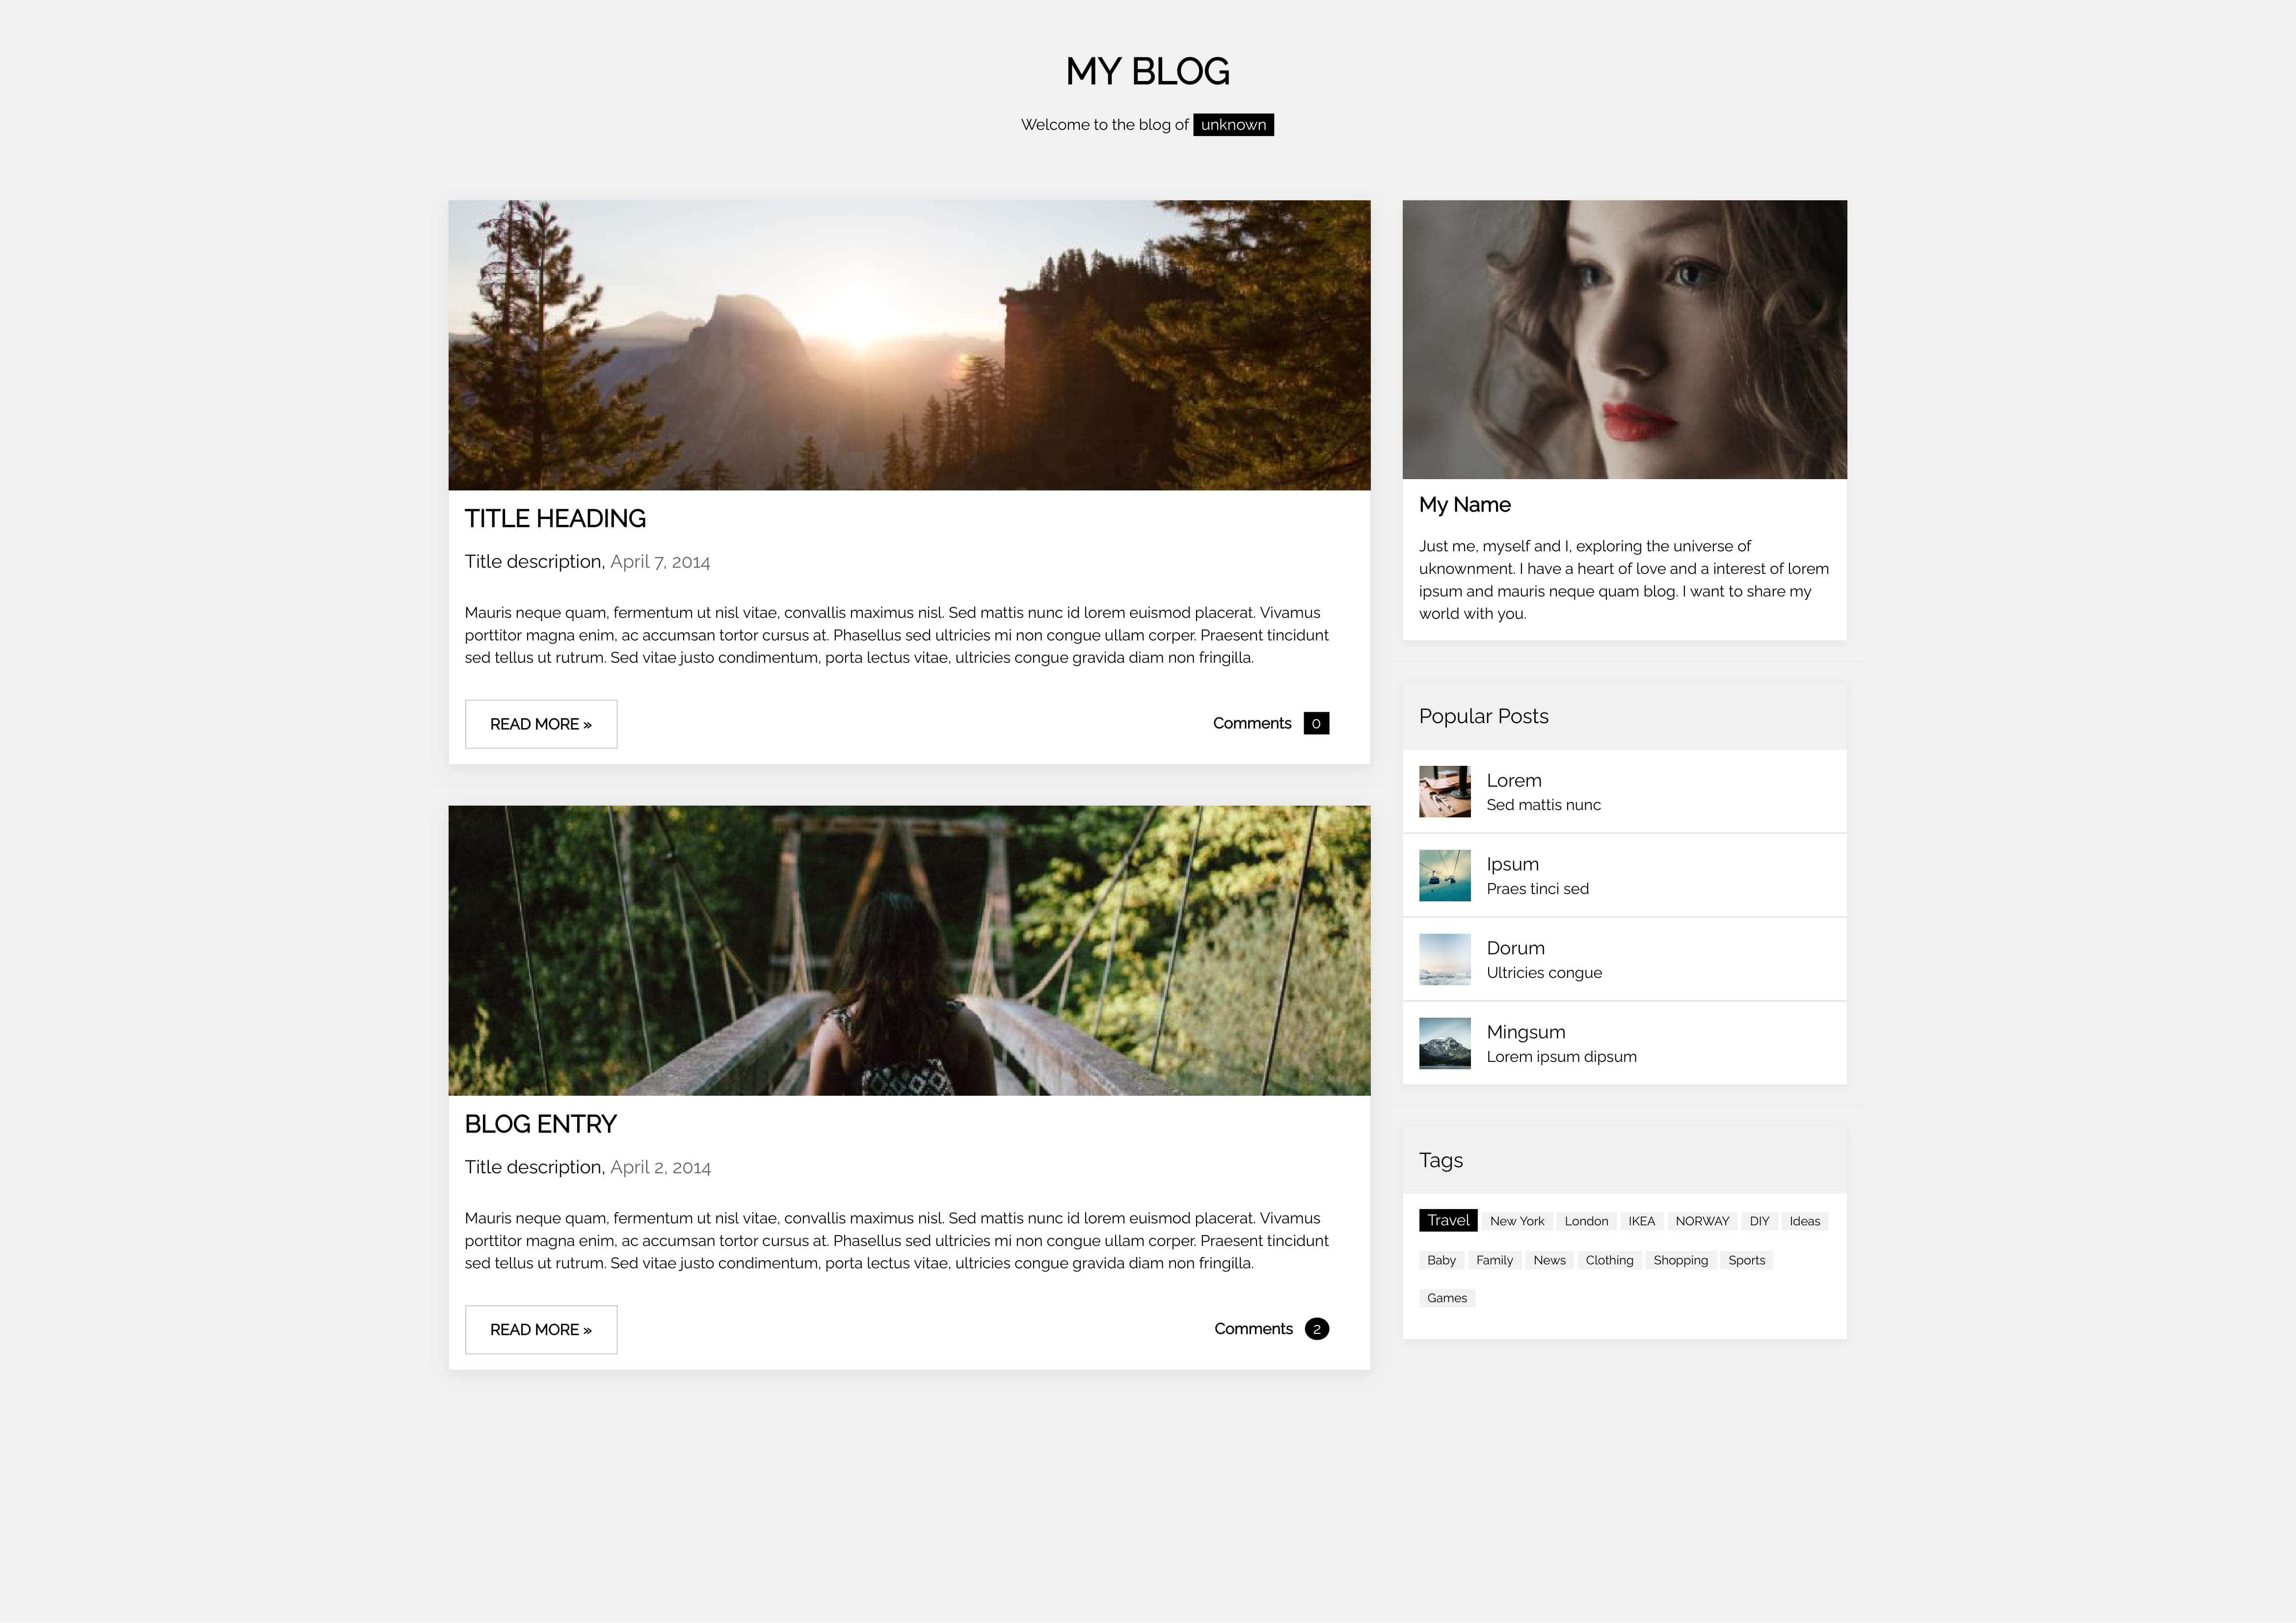 MY BLOG
Welcome to the blog of unknown
TITLE HEADING
Title description, April 7, 2014
Mauris neque quam, fermentum ut nisl vitae, convallis maximus nisl. Sed mattis nunc id lorem euismod placerat. Vivamus
porttitor magna enim, ac accumsan tortor cursus at. Phasellus sed ultricies mi non congue ullam corper. Praesent tincidunt
sed tellus ut rutrum. Sed vitae justo condimentum, porta lectus vitae, ultricies congue gravida diam non fringilla.
READ MORE »
Comments 0
BLOG ENTRY
Title description, April 2, 2014
Mauris neque quam, fermentum ut nisl vitae, convallis maximus nisl. Sed mattis nunc id lorem euismod placerat. Vivamus
porttitor magna enim, ac accumsan tortor cursus at. Phasellus sed ultricies mi non congue ullam corper. Praesent tincidunt
sed tellus ut rutrum. Sed vitae justo condimentum, porta lectus vitae, ultricies congue gravida diam non fringilla.
READ MORE »
Comments 2
My Name
Just me, myself and I, exploring the universe of
uknownment. I have a heart of love and a interest of lorem
ipsum and mauris neque quam blog. I want to share my
world with you.
Popular Posts
Lorem
Sed mattis nunc
Ipsum
Praes tinci sed
Dorum
Ultricies congue
Mingsum
Lorem ipsum dipsum
Tags
Travel New York London IKEA NORWAY DIY Ideas
Baby Family News Clothing Shopping Sports
Games